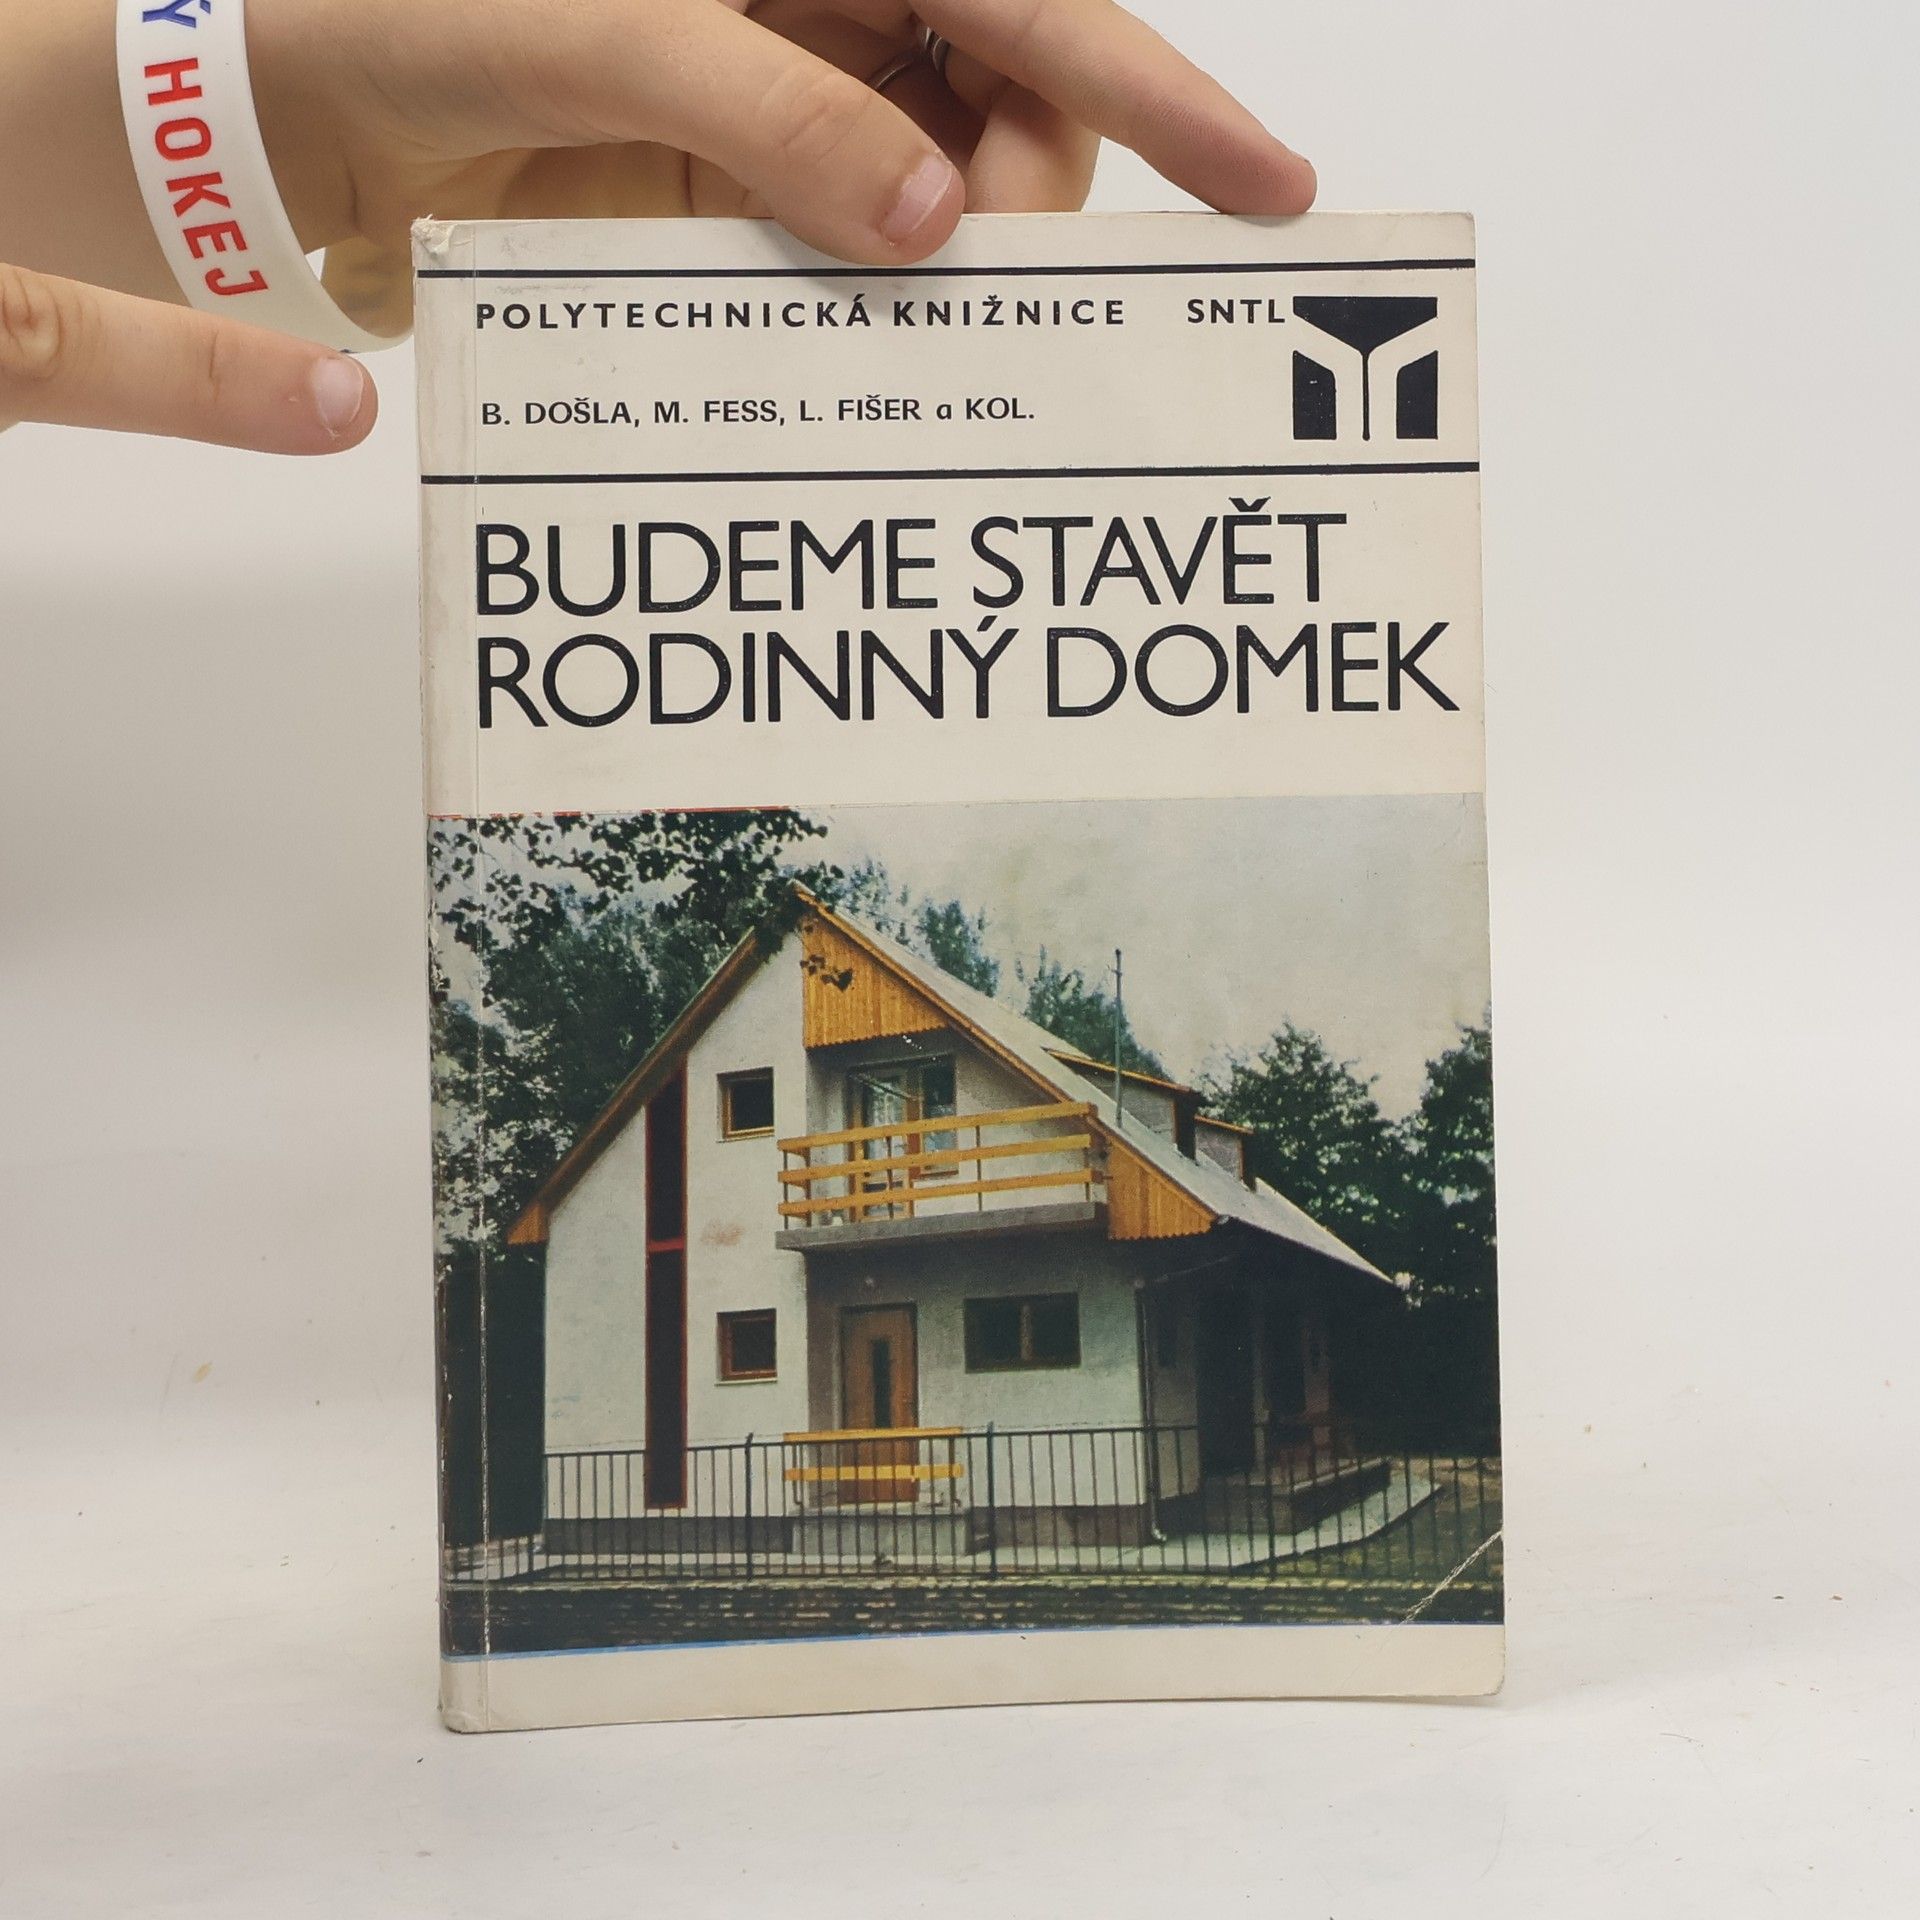 Ý HOKEJ
POLYTECHNICKÁ KNIŽNICE SNTL
B. DOŠLA, M. FESS, L. FIŠER a KOL.
BUDEME STAVĚT
RODINNÝ DOMEK